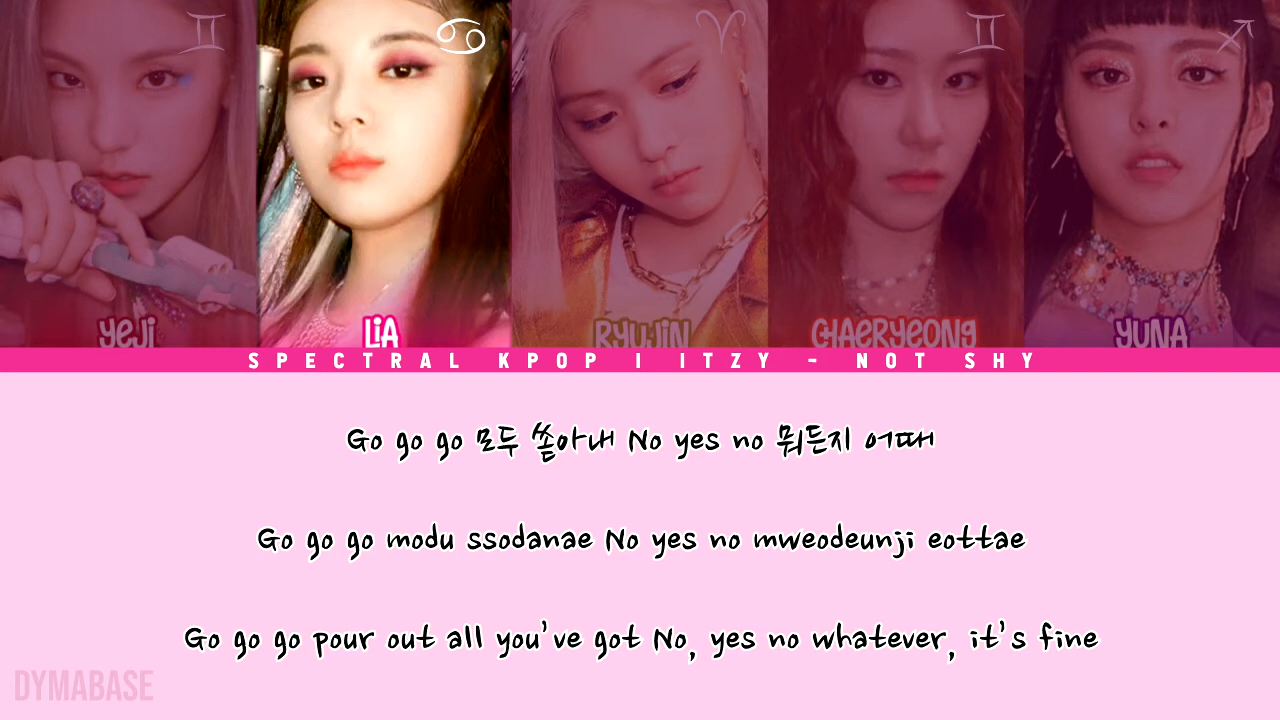 YEJI
LIA
RYUJIN
CHAERYEONG
YUNA
SPECTRAL KPOP | ITZY - NOT SHY
Go go go 모두 쏟아내 No yes no 뭐든지 어때
Go go go modu ssodanae No yes no mweodeunji eottae
Go go go pour out all you've got No, yes no whatever, it's fine
DYMABASE